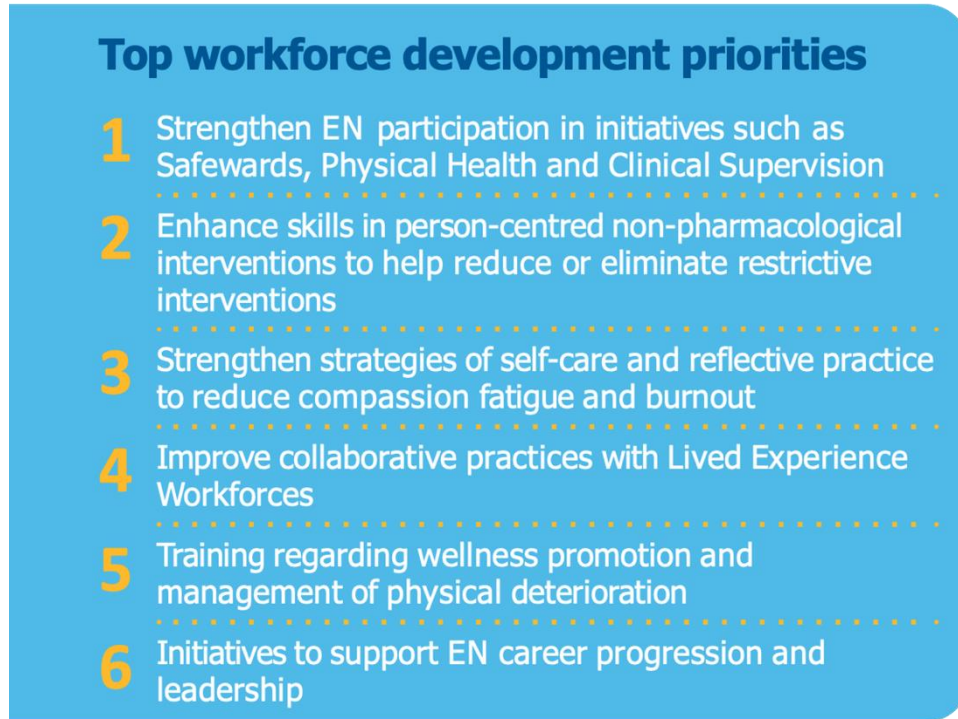 Top workforce development priorities
1 Strengthen EN participation in initiatives such as
Safewards, Physical Health and Clinical Supervision
2 Enhance skills in person-centred non-pharmacological
interventions to help reduce or eliminate restrictive
interventions
3 Strengthen strategies of self-care and reflective practice
to reduce compassion fatigue and burnout
4 Improve collaborative practices with Lived Experience
Workforces
5 Training regarding wellness promotion and
management of physical deterioration
6 Initiatives to support EN career progression and
leadership